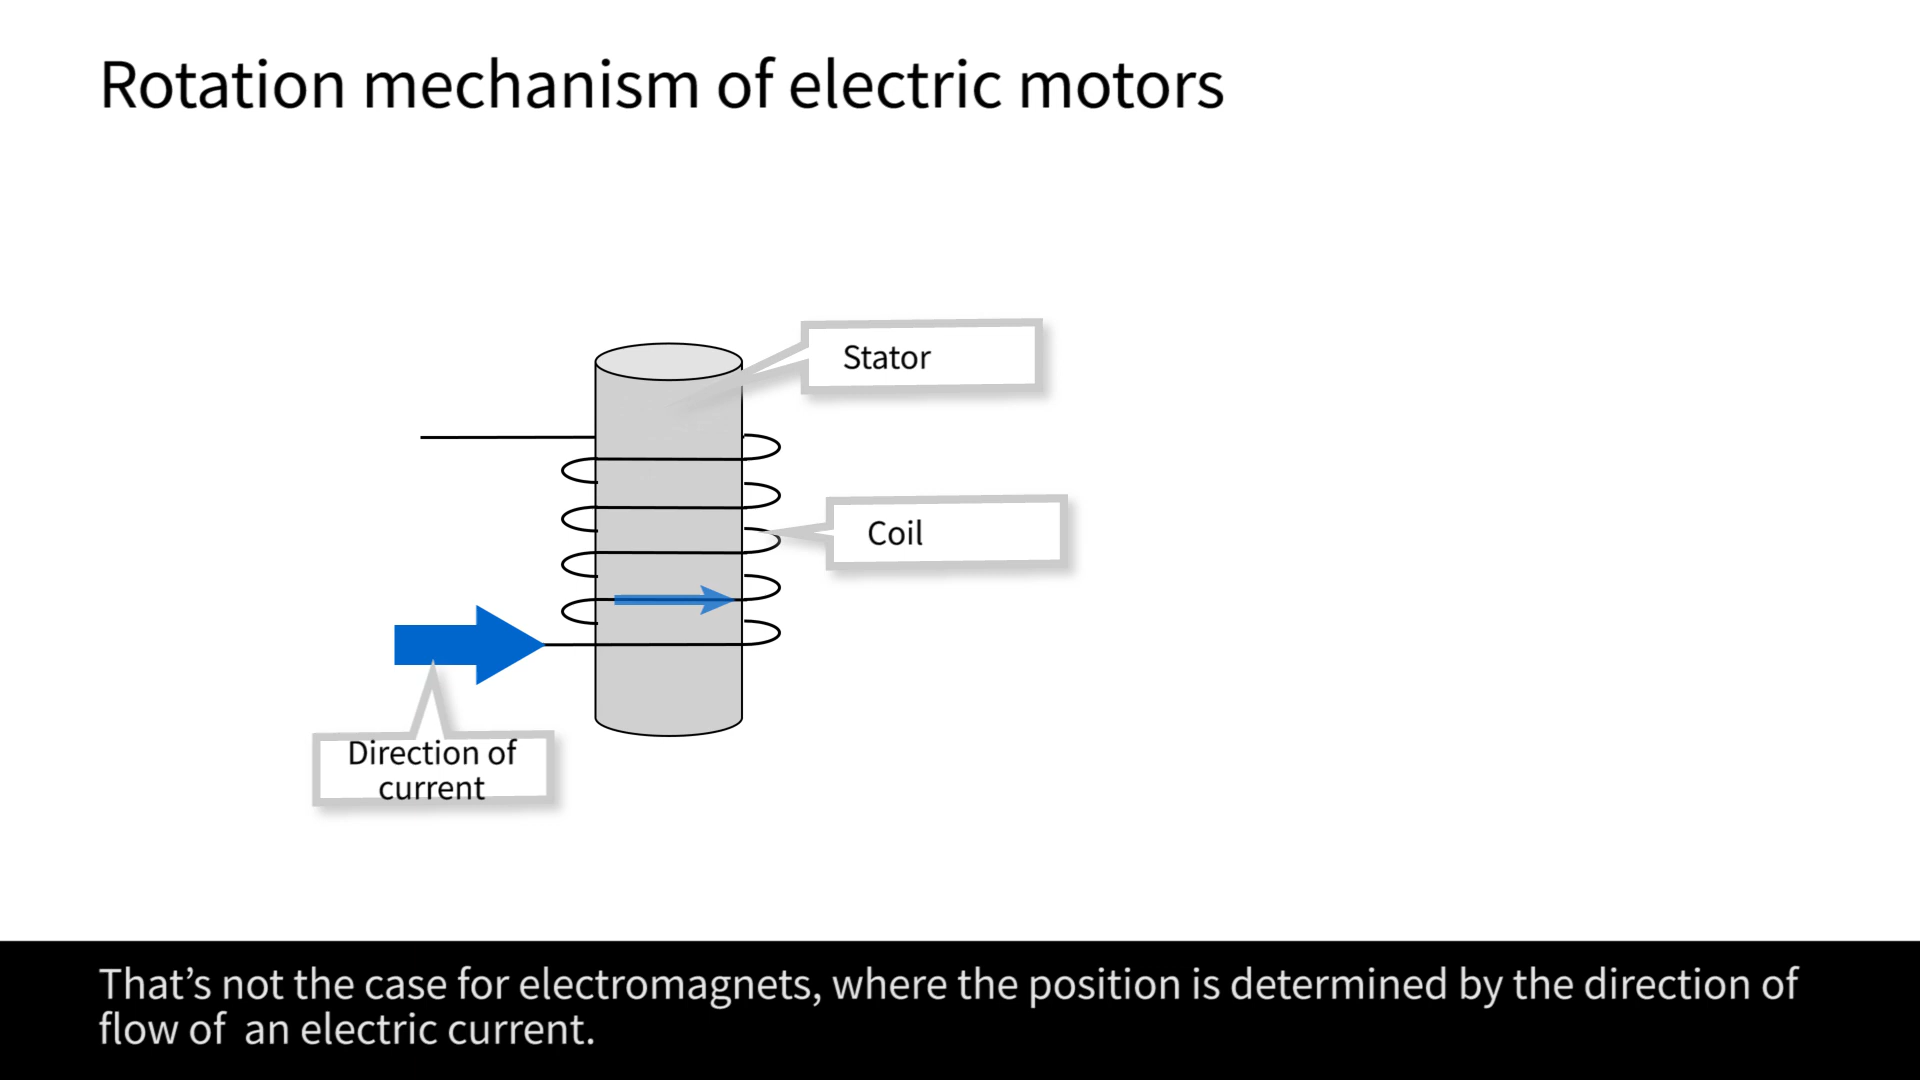 Rotation mechanism of electric motors
Stator
Coil
Direction of
current
That’s not the case for electromagnets, where the position is determined by the direction of
flow of  an electric current.